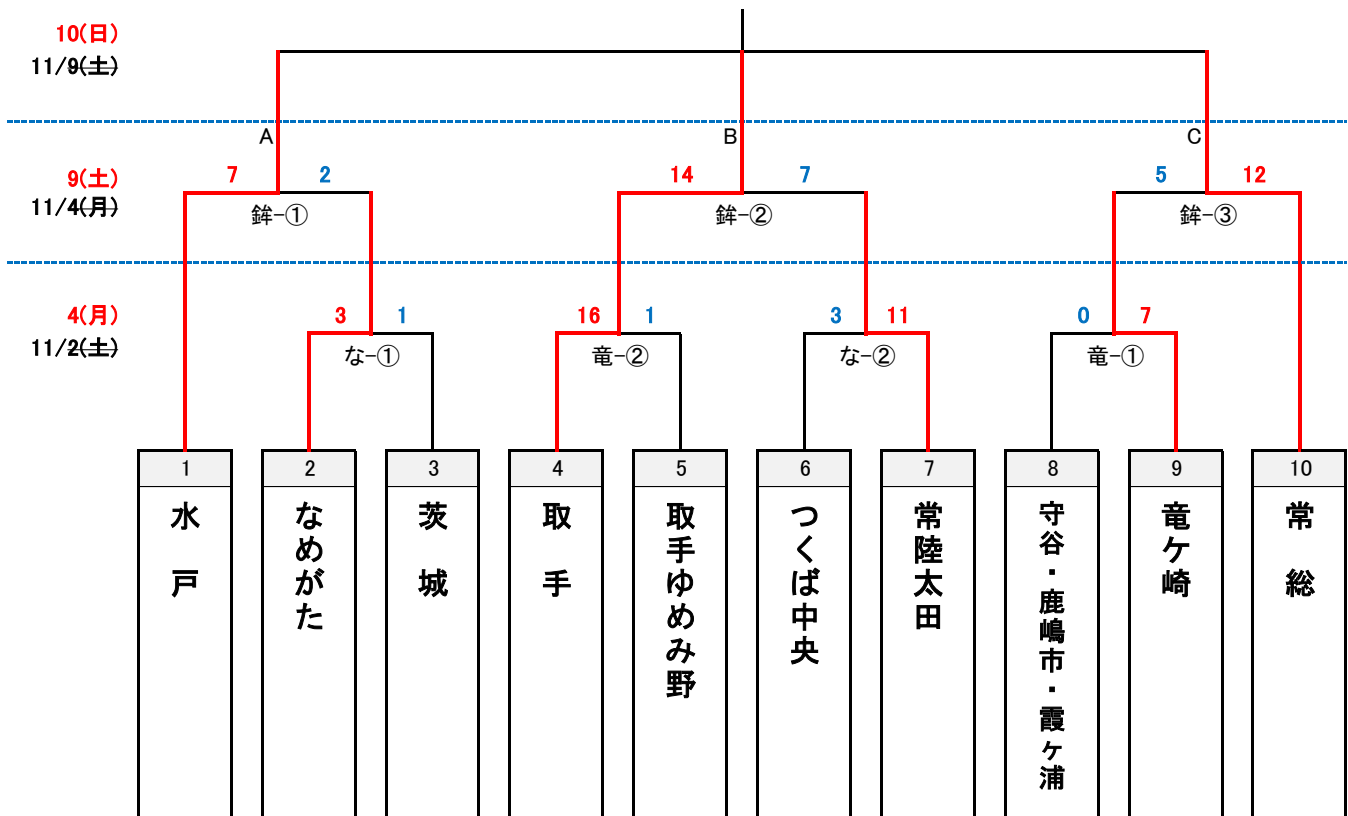 10(日)
11/9(土)
A
B
C
9(土)
11/4(月)
7 2
14 7
5 12
鉾-①
鉾-②
鉾-③
4(月)
11/2(土)
3 1
16 1
3 11
0 7
な-①
竜-②
な-②
竜-①
1 2 3 4 5 6 7 8 9 10
水戸
なめがた
茨城
取手
取手ゆめみ野
つくば中央
常陸太田
守谷・鹿嶋市・霞ヶ浦
竜ケ崎
常総